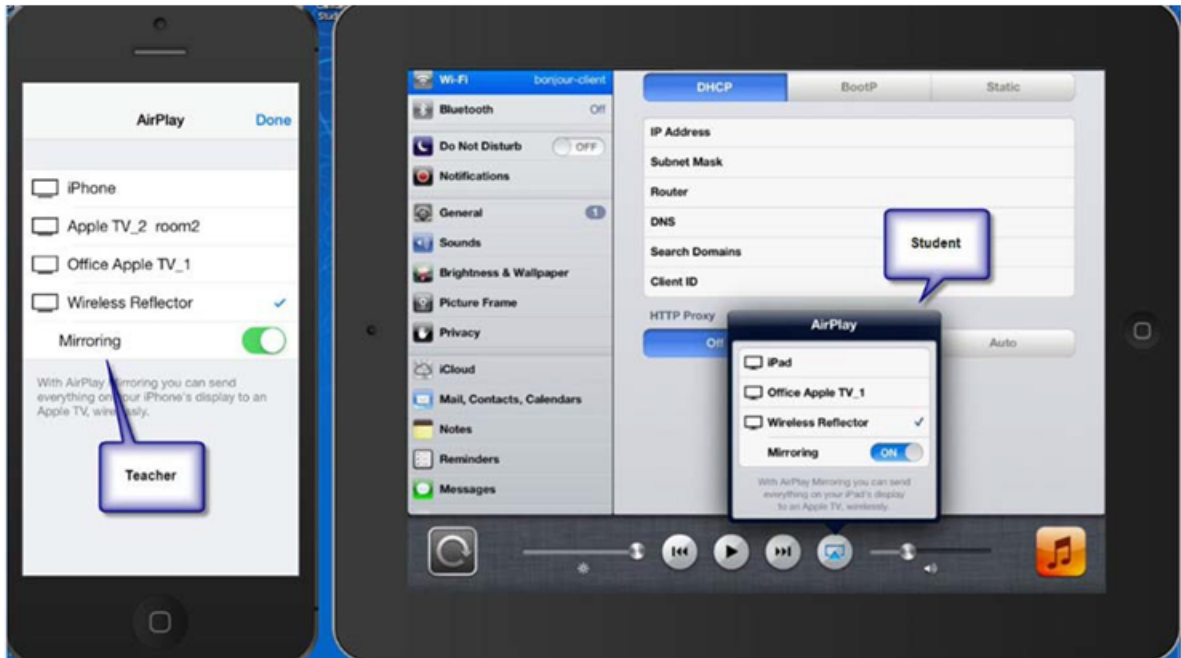 Stud
AirPlay
Done
iPhone
Apple TV_2 room2
Office Apple TV_1
Wireless Reflector
Mirroring
With AirPlay Mirroring you can send
everything on your iPhone's display to an
Apple TV, wirelessly.
Teacher
Wi-Fi
bonjour-client
Bluetooth
Off
Do Not Disturb
OFF
Notifications
General
1
Sounds
Brightness & Wallpaper
Picture Frame
Privacy
iCloud
Mail, Contacts, Calendars
Notes
Reminders
Messages
DHCP
BootP
Static
IP Address
Subnet Mask
Router
DNS
Search Domains
Client ID
HTTP Proxy
Off
Auto
Student
AirPlay
iPad
Office Apple TV_1
Wireless Reflector
Mirroring
ON
With AirPlay Mirroring you can send
everything on your iPad's display
to an Apple TV, wirelessly.